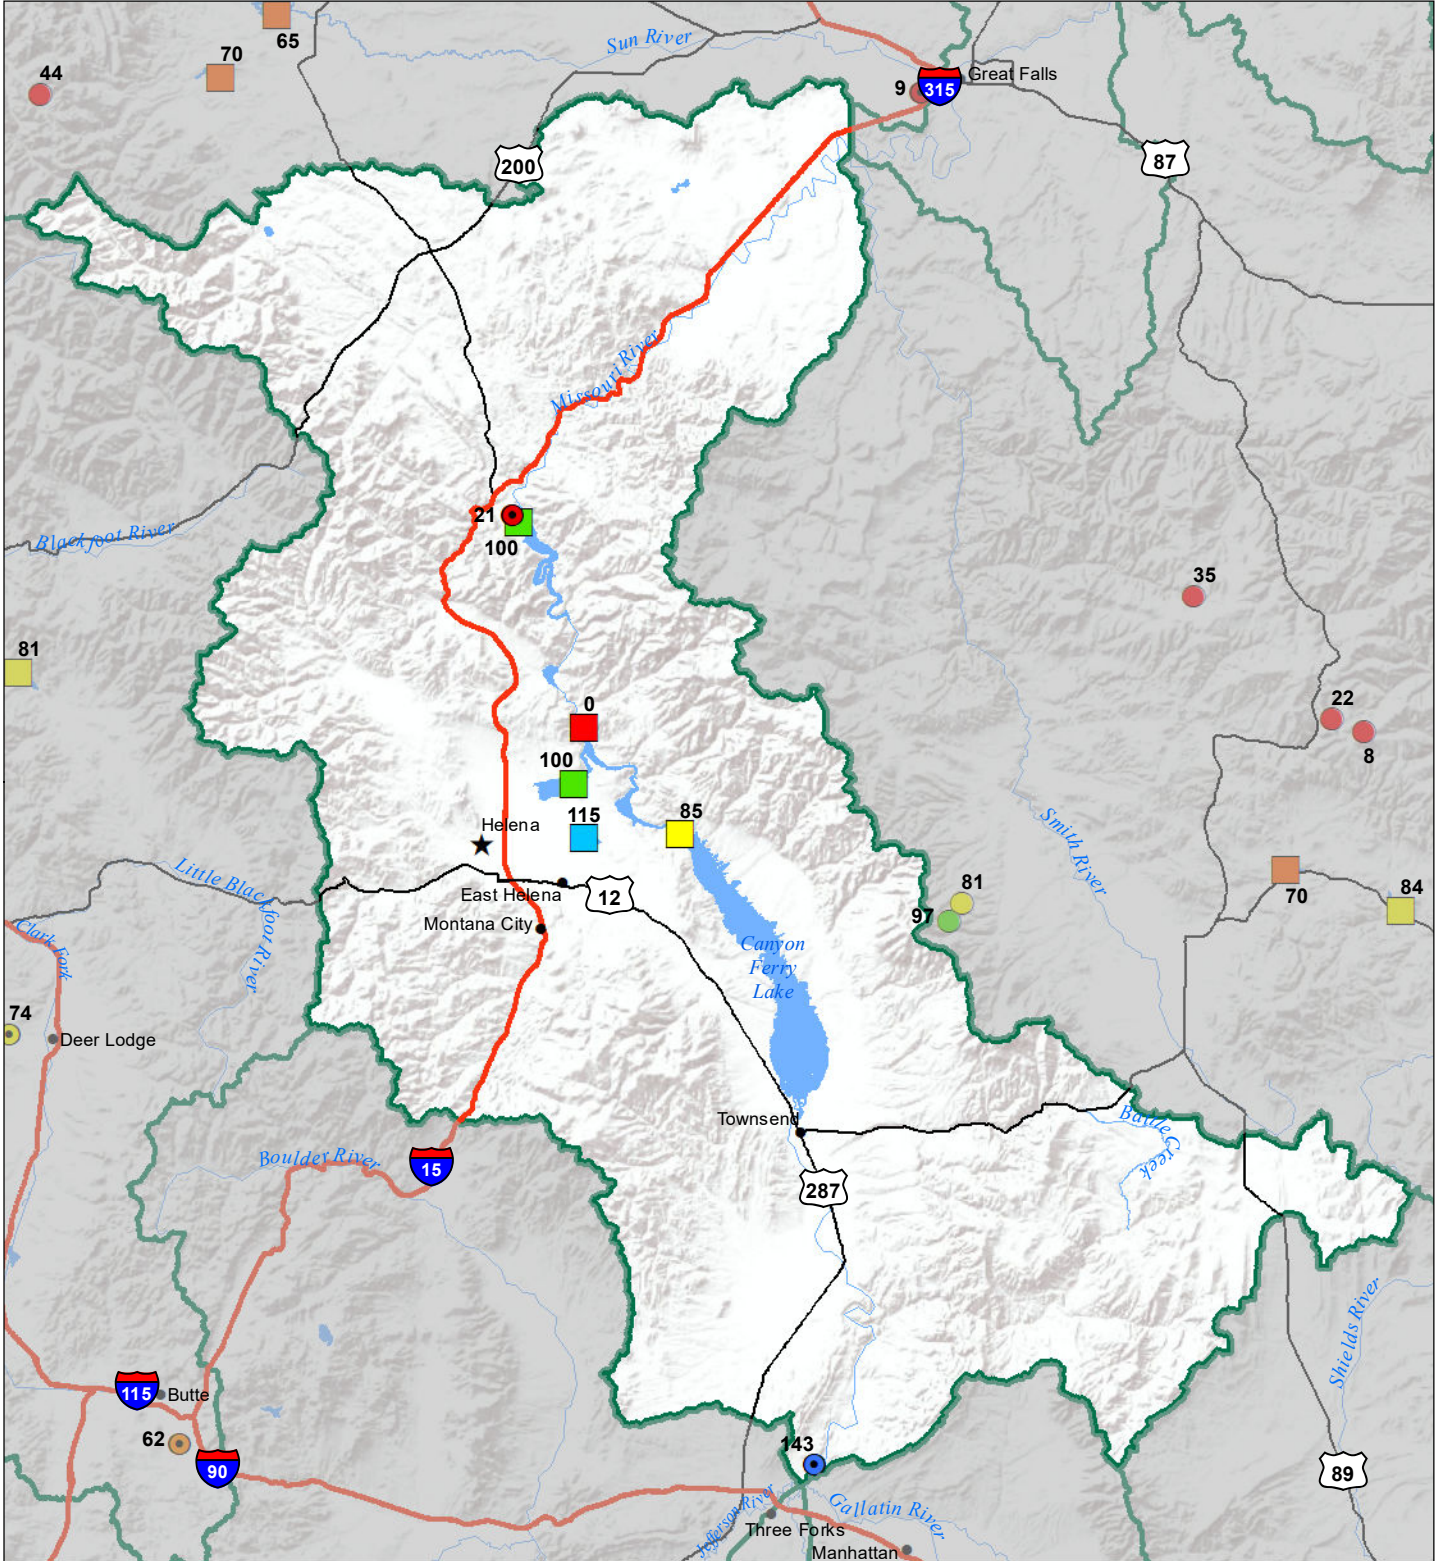 65
70
44
Sun River
Great Falls
9
315
200
87
Missouri River
21
100
Blackfoot River
35
81
0
22
8
100
115
85
Helena
Smith River
Little Blackfoot River
East Helena
12
70
81
84
97
Montana City
Clark Fork
Canyon
Ferry
Lake
74
Deer Lodge
Townsend
Battle Creek
Boulder River
15
287
Shields River
115
Butte
62
90
143
89
Jefferson River
Gallatin River
Three Forks
Manhattan